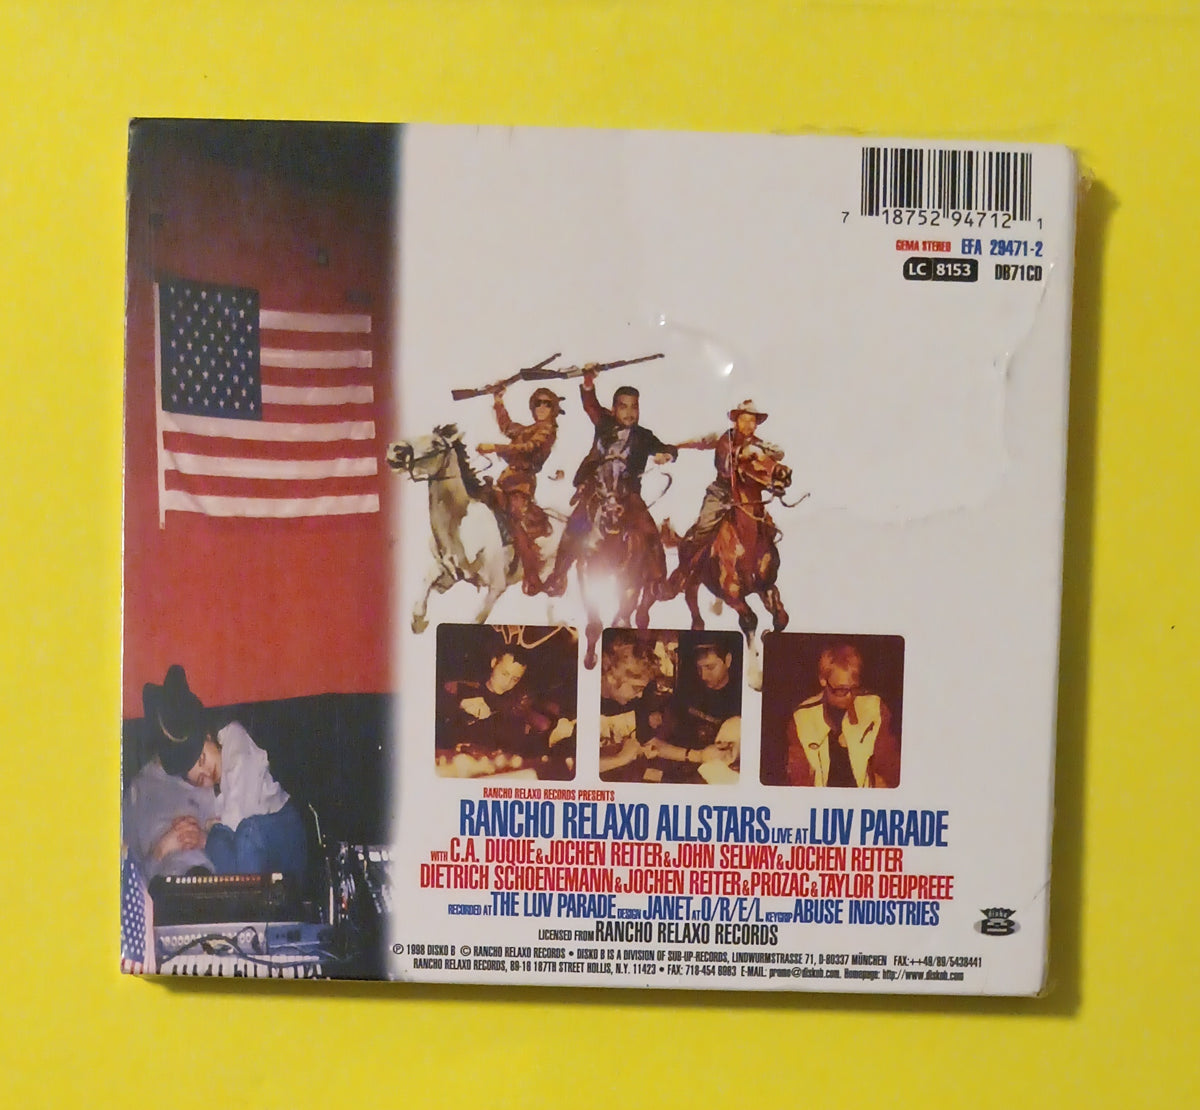 7 18752 94712 1
GEMA STEREO EFA 29471-2
LC 8153 DB71CD
RANCHO RELAXO RECORDS PRESENTS
RANCHO RELAXO ALLSTARS LIVE AT LUV PARADE
WITH C.A. DUQUE & JOCHEN REITER & JOHN SELWAY & JOCHEN REITER
DIETRICH SCHOENEMANN & JOCHEN REITER & PROZAC & TAYLOR DEUPREEE
RECORDED AT THE LUV PARADE DESIGN JANET AT O/R/E/L KEYGRIP ABUSE INDUSTRIES
LICENSED FROM RANCHO RELAXO RECORDS
disko B
℗ 1998 DISKO B © RANCHO RELAXO RECORDS • DISKO B IS A DIVISION OF SUB-UP-RECORDS, LINDWURMSTRASSE 71, D-80337 MÜNCHEN FAX:++49/89/5438441
RANCHO RELAXO RECORDS, 89-16 187TH STREET HOLLIS, N.Y. 11423 • FAX: 718-454 8083 E-MAIL: promo@diskob.com. Homepage: http://www.diskob.com